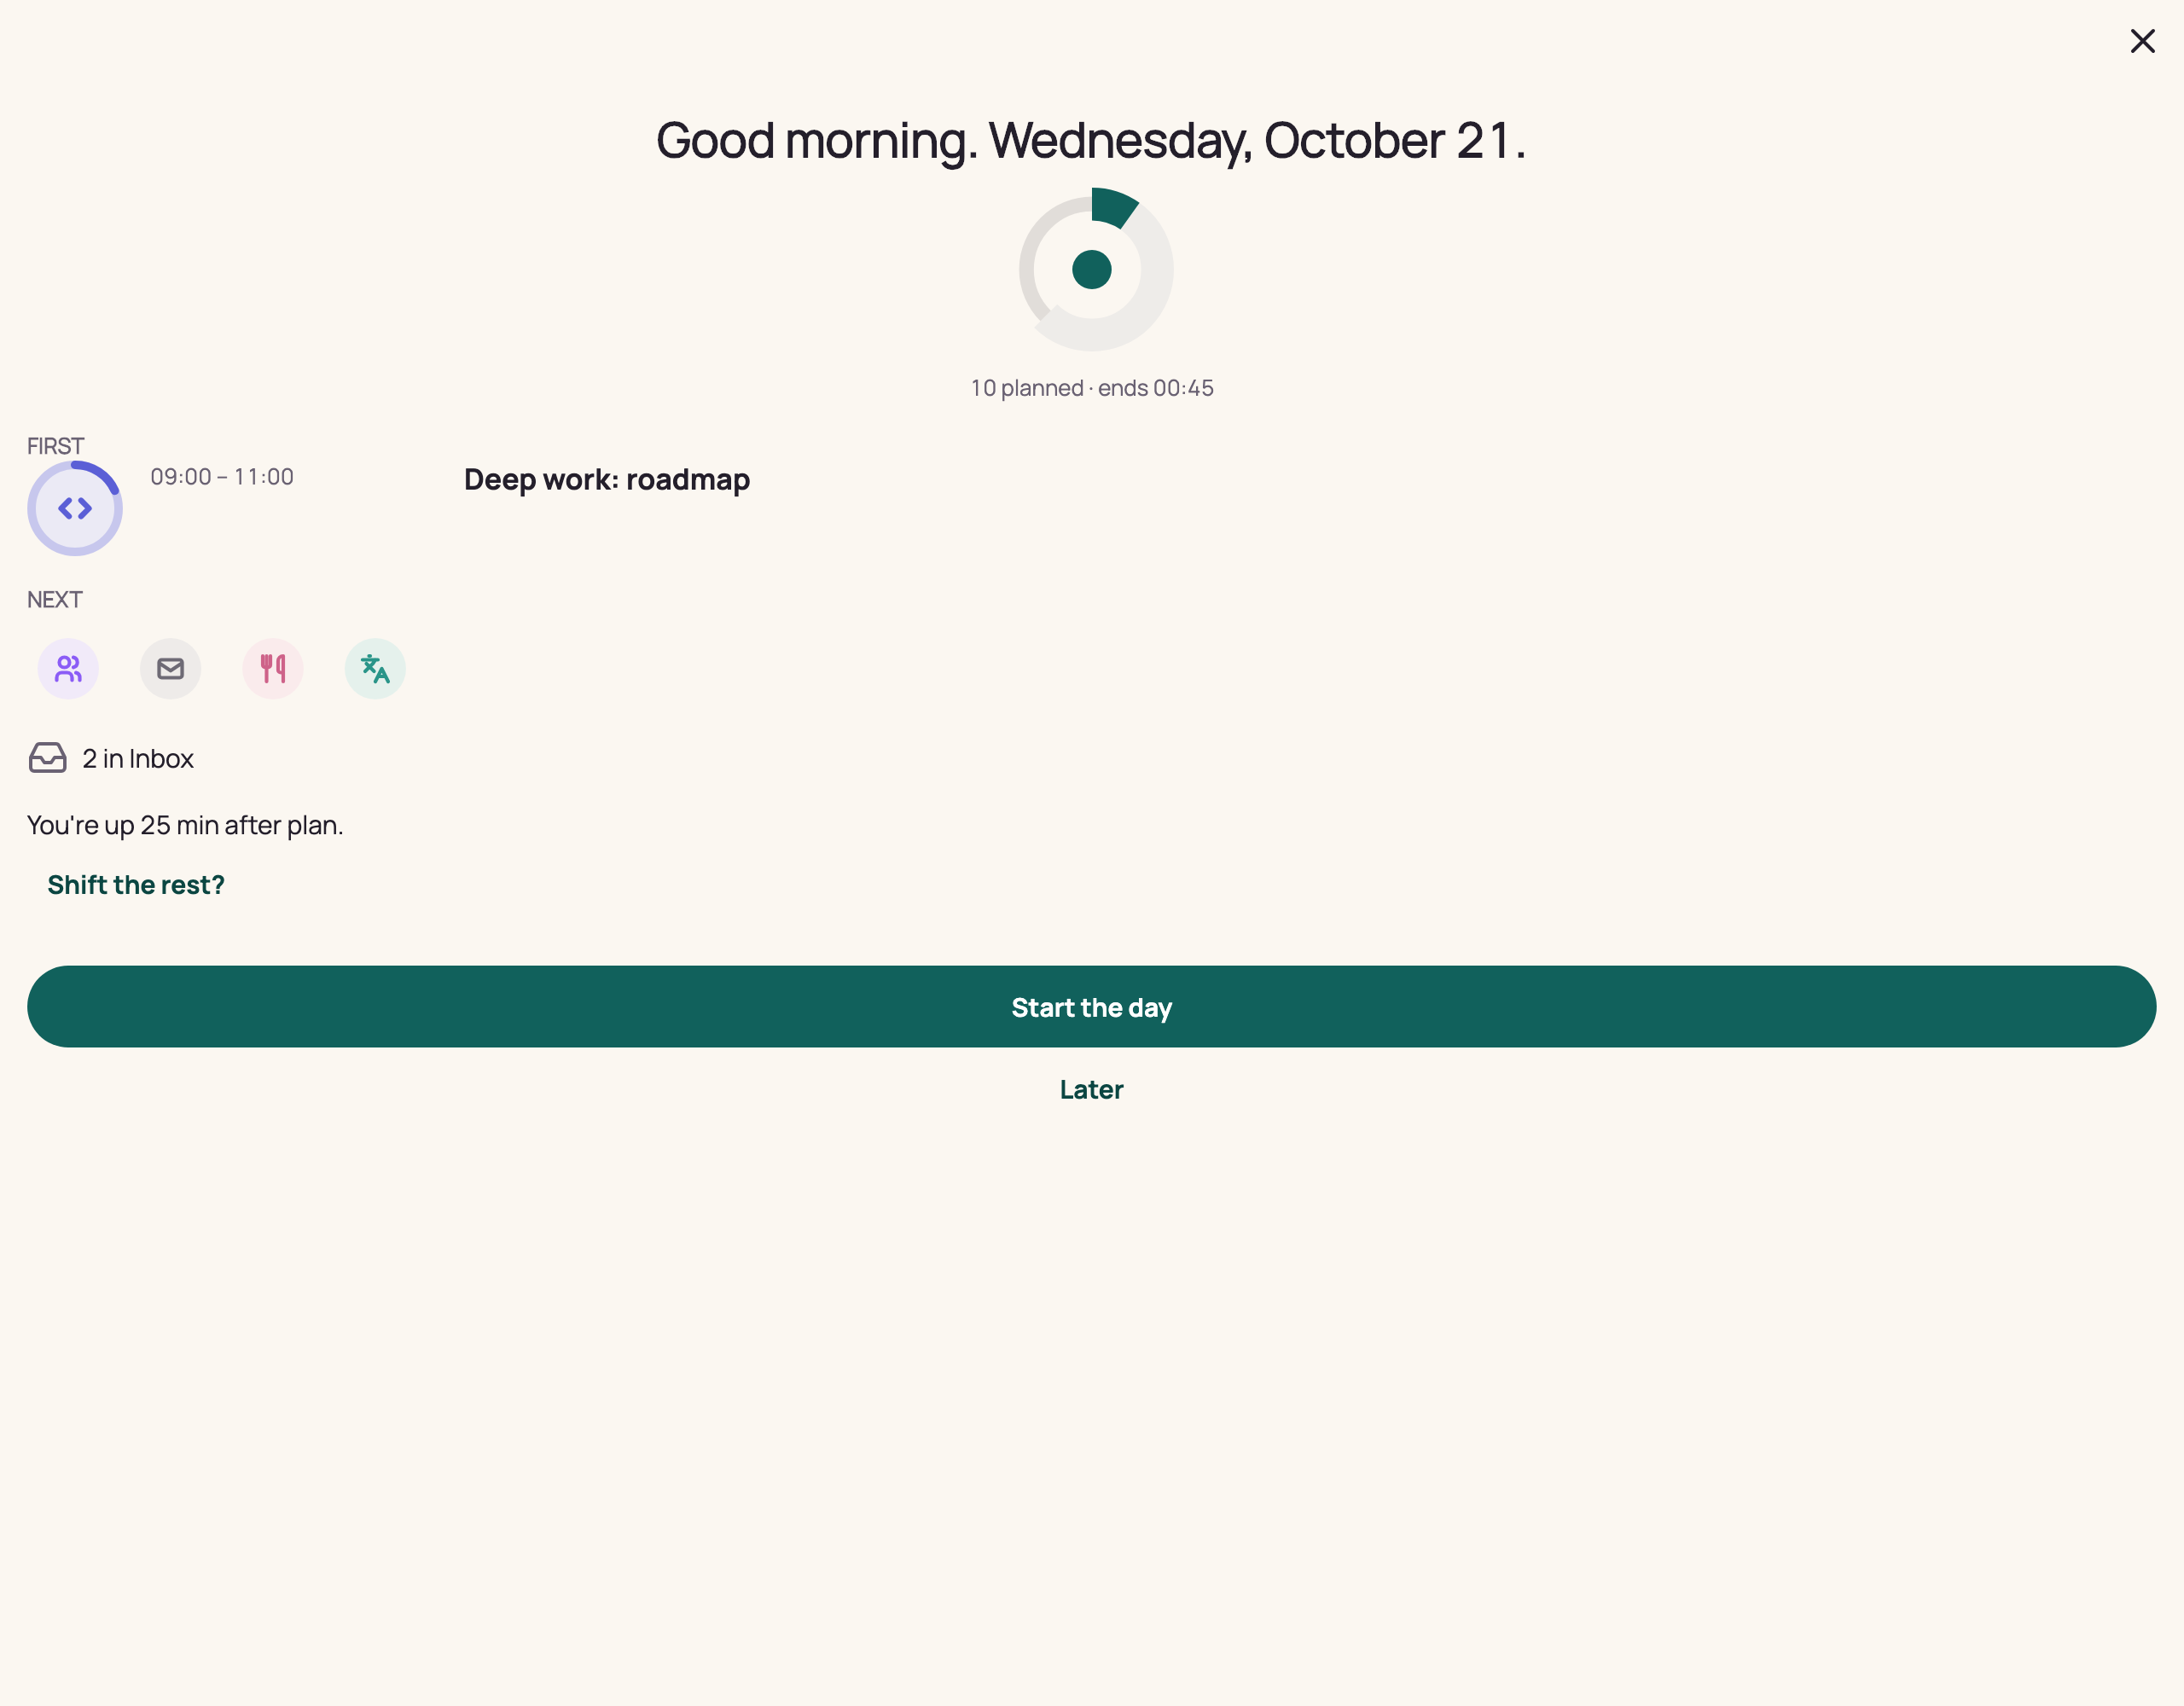 Good morning. Wednesday, October 21.
10 planned · ends 00:45
FIRST
09:00 – 11:00
Deep work: roadmap
NEXT
2 in Inbox
You're up 25 min after plan.
Shift the rest?
Start the day
Later